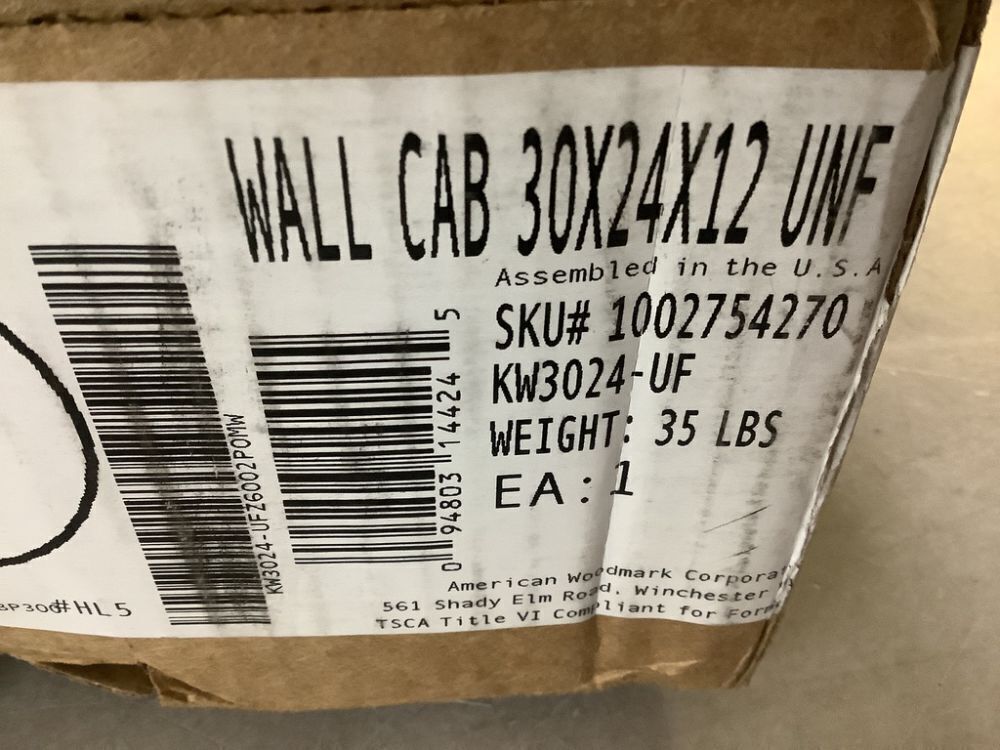 WALL CAB 30X24X12 UNF
Assembled in the U.S.A
SKU# 1002754270
KW3024-UF
WEIGHT: 35 LBS
EA: 1
0 94803 14424 5
KW3024-UFZ6002POMW
#HL5
American Woodmark Corpora
561 Shady Elm Road, Winchester
TSCA Title VI Compliant for Form